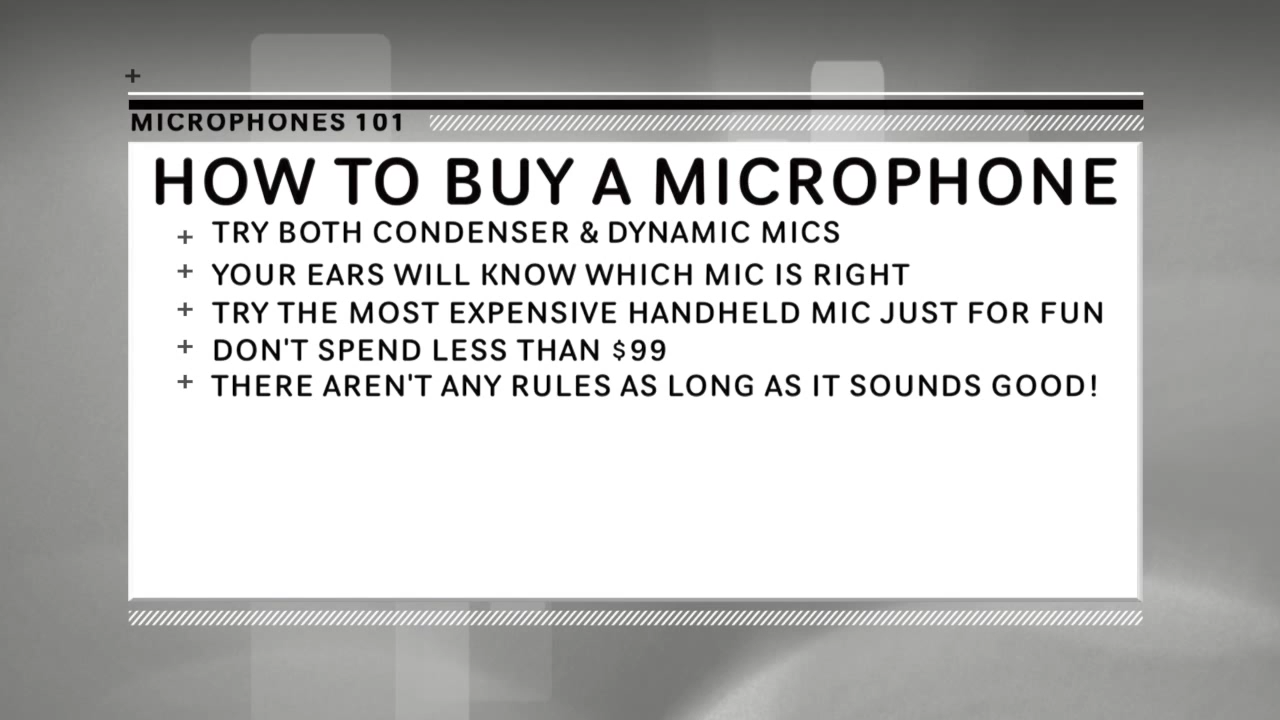 MICROPHONES 101
HOW TO BUY A MICROPHONE
+ TRY BOTH CONDENSER & DYNAMIC MICS
+ YOUR EARS WILL KNOW WHICH MIC IS RIGHT
+ TRY THE MOST EXPENSIVE HANDHELD MIC JUST FOR FUN
+ DON'T SPEND LESS THAN $99
+ THERE AREN'T ANY RULES AS LONG AS IT SOUNDS GOOD!